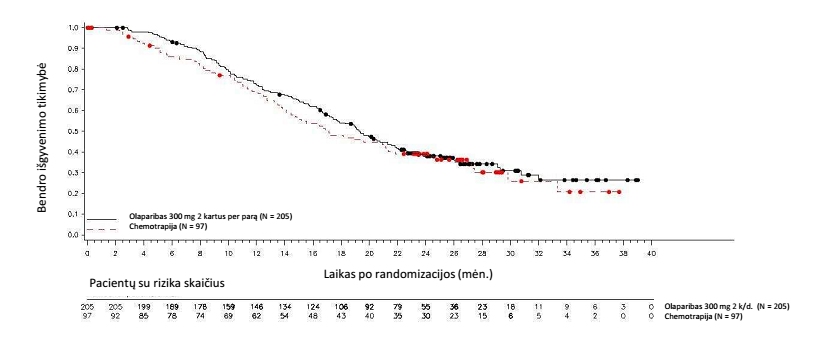 Bendro išgyvenimo tikimybė
1.0
0.9
0.8
0.7
0.6
0.5
0.4
0.3
0.2
0.1
0.0
Olaparibas 300 mg 2 kartus per parą (N = 205)
Chemotrapija (N = 97)
0 2 4 6 8 10 12 14 16 18 20 22 24 26 28 30 32 34 36 38 40
Laikas po randomizacijos (mėn.)
Pacientų su rizika skaičius
205 205 199 189 178 159 146 134 124 106 92 79 55 36 23 18 11 9 6 3 0 Olaparibas 300 mg 2 k/d. (N = 205)
97 92 85 78 74 69 62 54 48 43 40 35 30 23 15 6 5 4 2 0 0 Chemotrapija (N = 97)